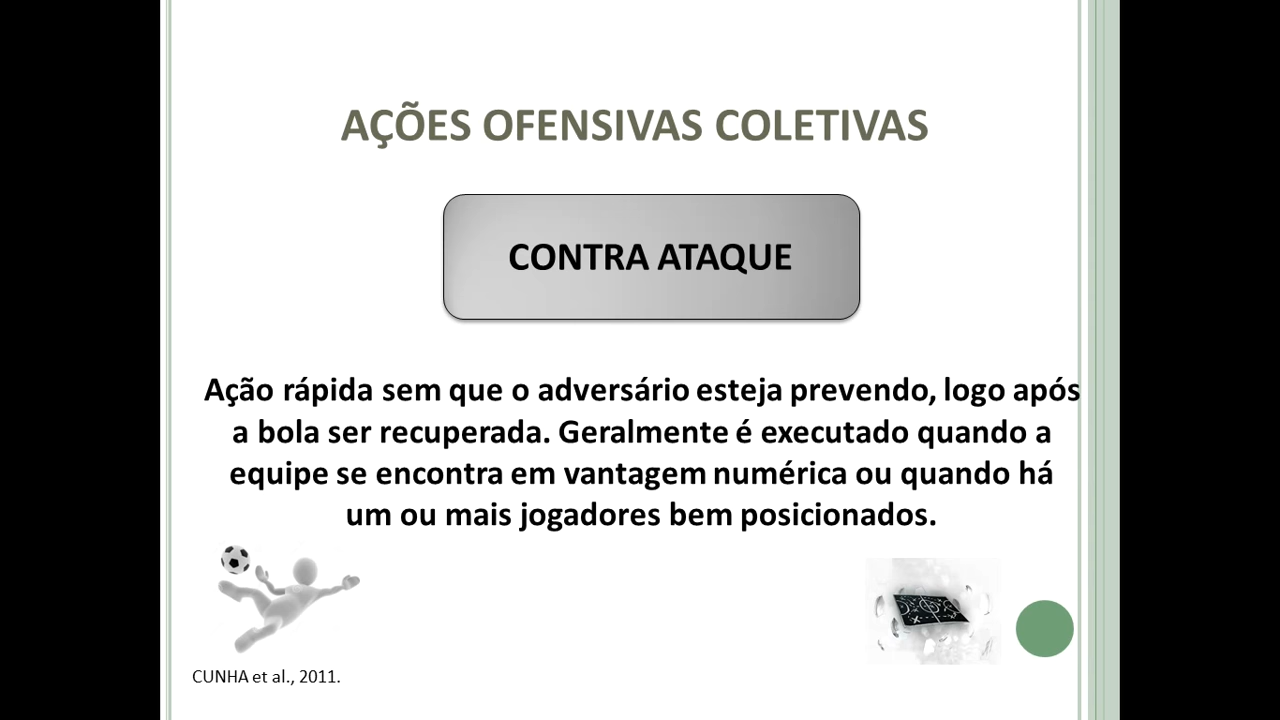 AÇÕES OFENSIVAS COLETIVAS
CONTRA ATAQUE
Ação rápida sem que o adversário esteja prevendo, logo após
a bola ser recuperada. Geralmente é executado quando a
equipe se encontra em vantagem numérica ou quando há
um ou mais jogadores bem posicionados.
CUNHA et al., 2011.